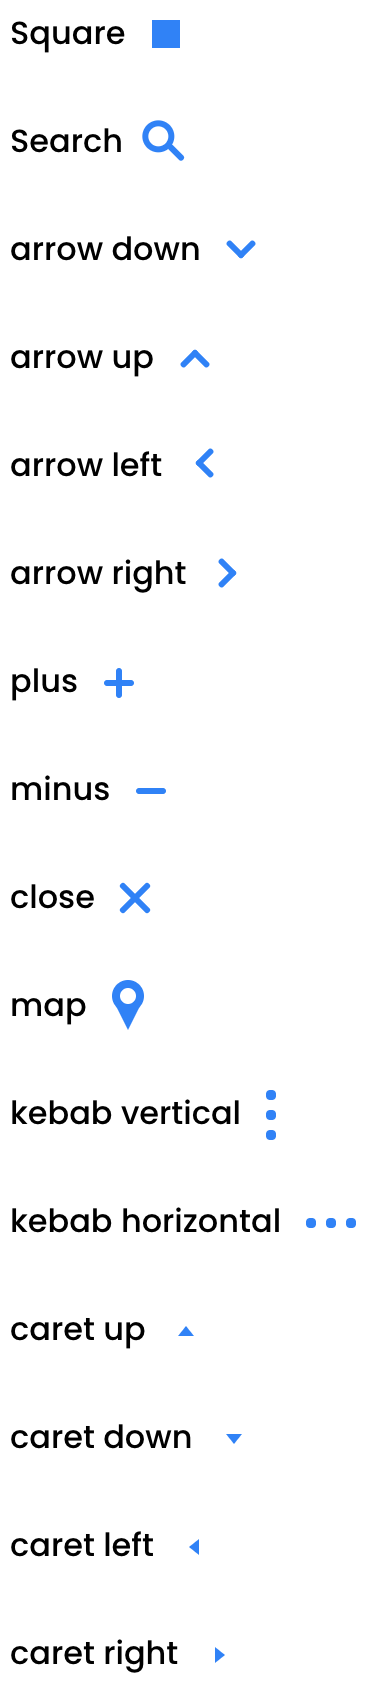 Square
Search
arrow down
arrow up
arrow left
arrow right
plus
minus
close
map
kebab vertical
kebab horizontal
caret up
caret down
caret left
caret right